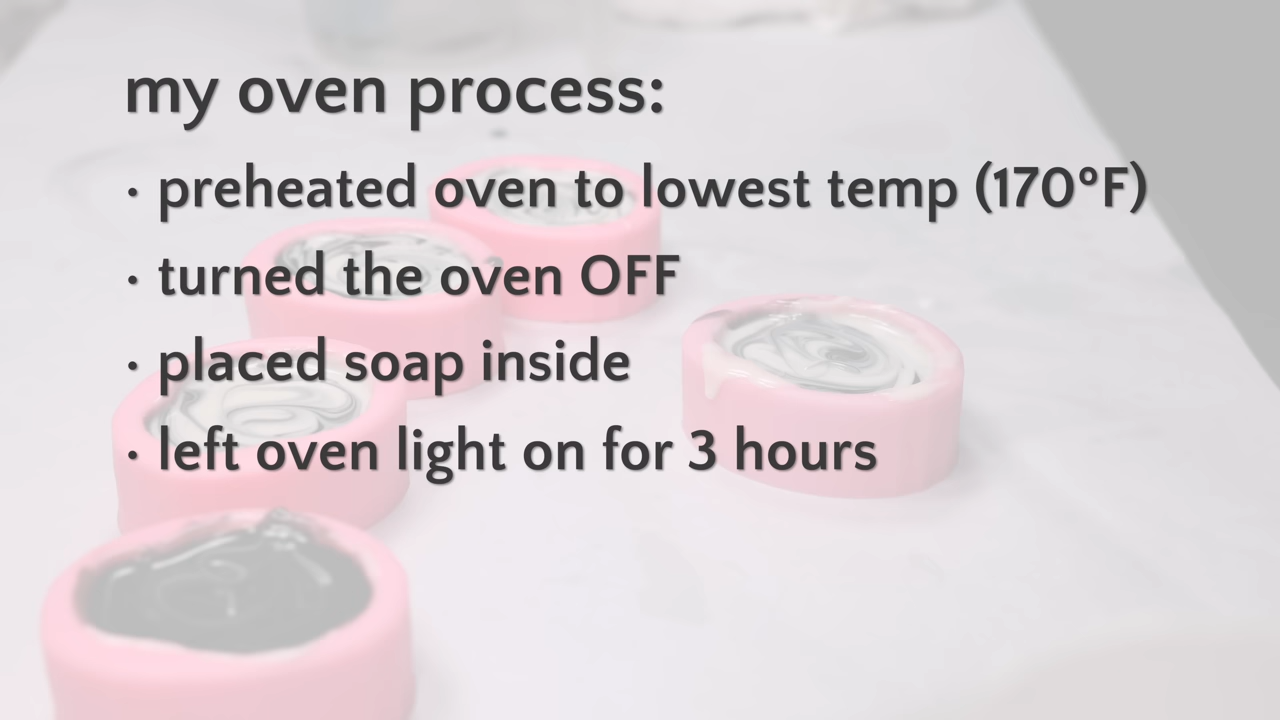 my oven process:
• preheated oven to lowest temp (170°F)
• turned the oven OFF
• placed soap inside
• left oven light on for 3 hours